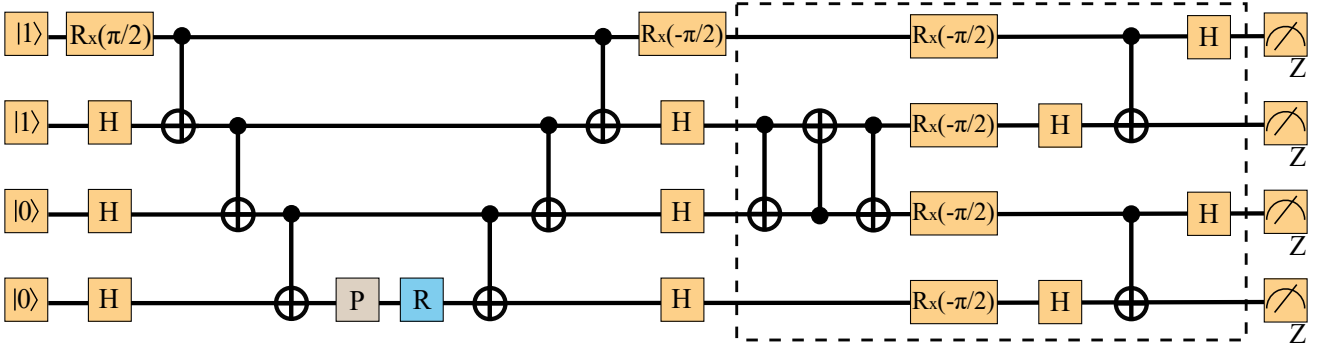 |1⟩ Rx(π/2) Rx(-π/2) Rx(-π/2) H Z
|1⟩ H H Rx(-π/2) H Z
|0⟩ H H Rx(-π/2) H Z
|0⟩ H P R H Rx(-π/2) H Z